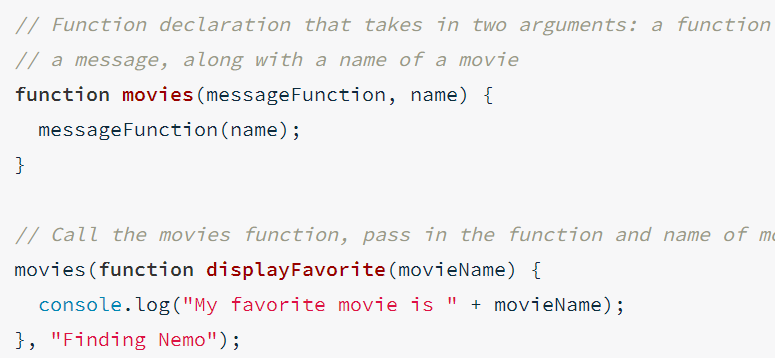 // Function declaration that takes in two arguments: a function
// a message, along with a name of a movie
function movies(messageFunction, name) {
  messageFunction(name);
}

// Call the movies function, pass in the function and name of
movies(function displayFavorite(movieName) {
  console.log("My favorite movie is " + movieName);
}, "Finding Nemo");